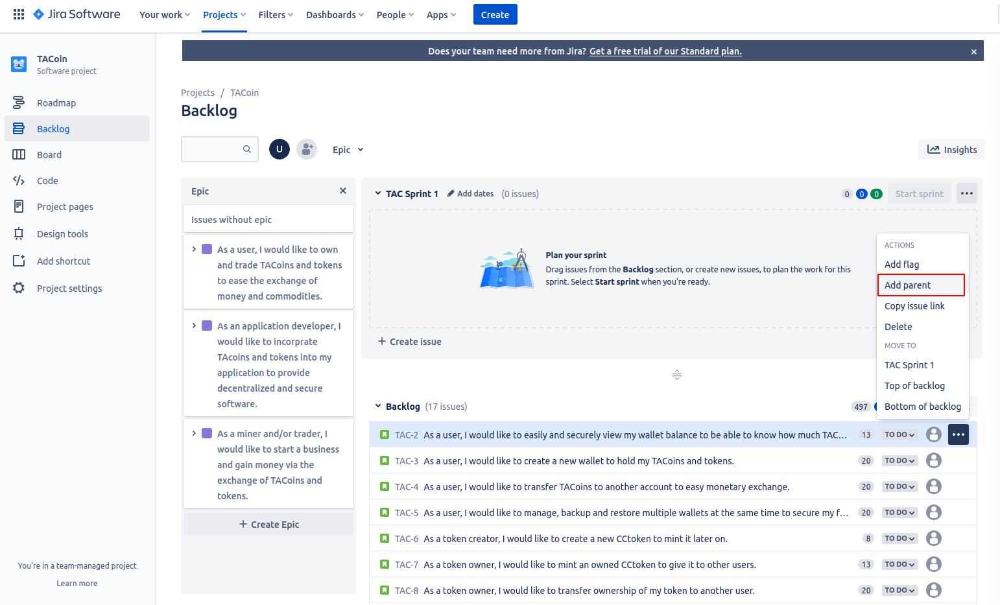 Jira Software
Your work
Projects
Filters
Dashboards
People
Apps
Create
Does your team need more from Jira? Get a free trial of our Standard plan.
TACoin
Software project
Roadmap
Backlog
Board
Code
Project pages
Design tools
Add shortcut
Project settings
You're in a team-managed project
Learn more
Projects / TACoin
Backlog
U
Epic
Insights
Epic
Issues without epic
As a user, I would like to own
and trade TACoins and tokens
to ease the exchange of
money and commodities.
As an application developer, I
would like to incorprate
TAcoins and tokens into my
application to provide
decentralized and secure
software.
As a miner and/or trader, I
would like to start a business
and gain money via the
exchange of TACoins and
tokens.
+ Create Epic
TAC Sprint 1 Add dates (0 issues)
0 0 0 Start sprint
Plan your sprint
Drag issues from the Backlog section, or create new issues, to plan the work for this
sprint. Select Start sprint when you're ready.
+ Create issue
ACTIONS
Add flag
Add parent
Copy issue link
Delete
MOVE TO
TAC Sprint 1
Top of backlog
Bottom of backlog
Backlog (17 issues) 497
TAC-2 As a user, I would like to easily and securely view my wallet balance to be able to know how much TAC... 13 TO DO
TAC-3 As a user, I would like to create a new wallet to hold my TACoins and tokens. 20 TO DO
TAC-4 As a user, I would like to transfer TACoins to another account to easy monetary exchange. 20 TO DO
TAC-5 As a user, I would like to manage, backup and restore multiple wallets at the same time to secure my f... 20 TO DO
TAC-6 As a token creator, I would like to create a new CCtoken to mint it later on. 8 TO DO
TAC-7 As a token owner, I would like to mint an owned CCtoken to give it to other users. 13 TO DO
TAC-8 As a token owner, I would like to transfer ownership of my token to another user. 20 TO DO